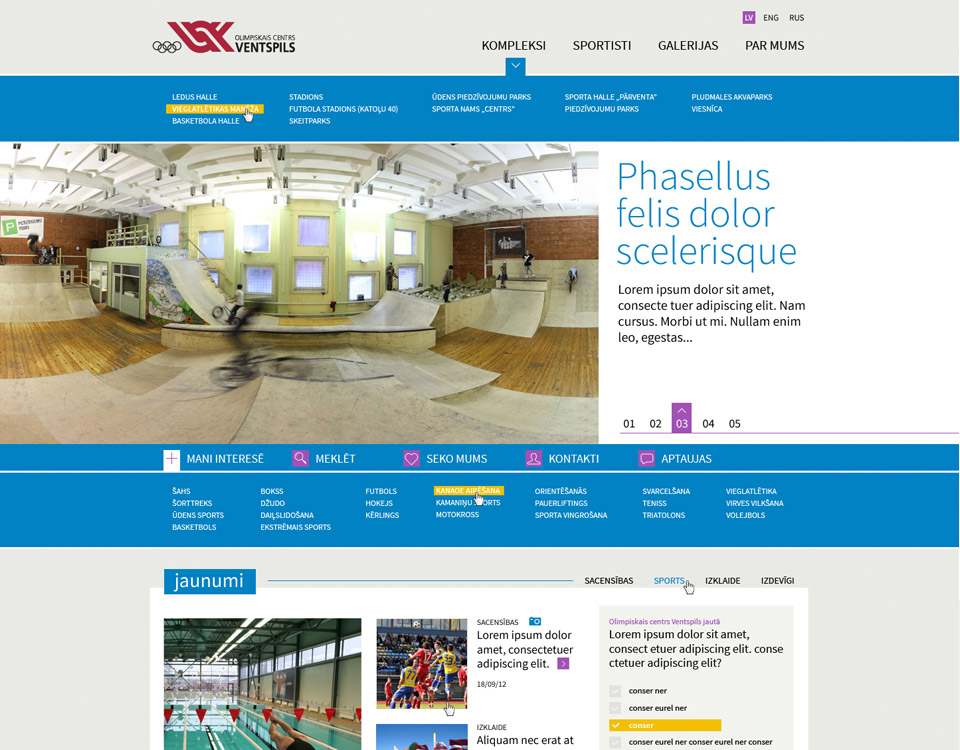 LV ENG RUS
OLIMPISKAIS CENTRS
VENTSPILS
KOMPLEKSI SPORTISTI GALERIJAS PAR MUMS
LEDUS HALLE
VIEGLATLĒTIKAS MANĒŽA
BASKETBOLA HALLE
STADIONS
FUTBOLA STADIONS (KATOĻU 40)
SKEITPARKS
ŪDENS PIEDZĪVOJUMU PARKS
SPORTA NAMS „CENTRS"
SPORTA HALLE „PĀRVENTA"
PIEDZĪVOJUMU PARKS
PLUDMALES AKVAPARKS
VIESNĪCA
Phasellus
felis dolor
scelerisque
Lorem ipsum dolor sit amet,
consecte tuer adipiscing elit. Nam
cursus. Morbi ut mi. Nullam enim
leo, egestas...
01 02 03 04 05
MANI INTERESĒ MEKLĒT SEKO MUMS KONTAKTI APTAUJAS
ŠAHS
ŠORTTREKS
ŪDENS SPORTS
BASKETBOLS
BOKSS
DŽUDO
DAIĻSLIDOŠANA
EKSTRĒMAIS SPORTS
FUTBOLS
HOKEJS
KĒRLINGS
KANAOE AIRĒŠANA
KAMANIŅU SPORTS
MOTOKROSS
ORIENTĒŠANĀS
PAUERLIFTINGS
SPORTA VINGROŠANA
SVARCELŠANA
TENISS
TRIATOLONS
VIEGLATLĒTIKA
VIRVES VILKŠANA
VOLEJBOLS
jaunumi
SACENSĪBAS SPORTS IZKLAIDE IZDEVĪGI
SACENSĪBAS
Lorem ipsum dolor
amet, consectetuer
adipiscing elit.
18/09/12
IZKLAIDE
Aliquam nec erat at
Olimpiskais centrs Ventspils jautā
Lorem ipsum dolor sit amet,
consect etuer adipiscing elit. conse
ctetuer adipiscing elit?
conser ner
conser eurel ner
conser
conser eurel ner conser eurel ner conser